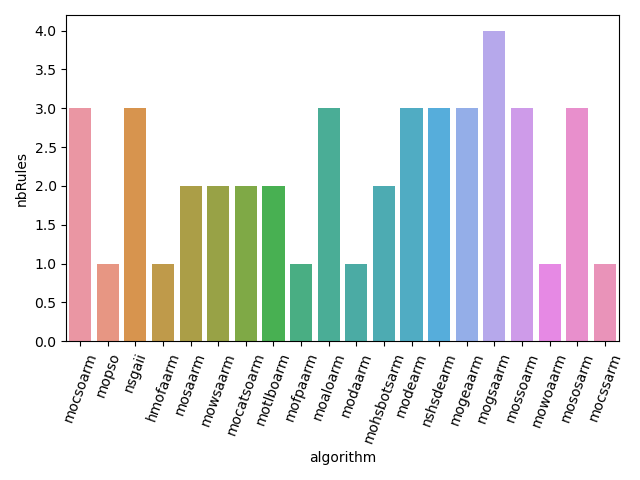 4.0
3.5
3.0
2.5
2.0
1.5
1.0
0.5
0.0
nbRules
mocsoarm
mopso
nsgaii
hmofaarm
mosaarm
mowsaarm
mocatsoarm
motlboarm
mofpaarm
moaloarm
modaarm
mohsbotsarm
modearm
nshsdearm
mogeaarm
mogsaarm
mossoarm
mowoaarm
mososarm
mocssarm
algorithm